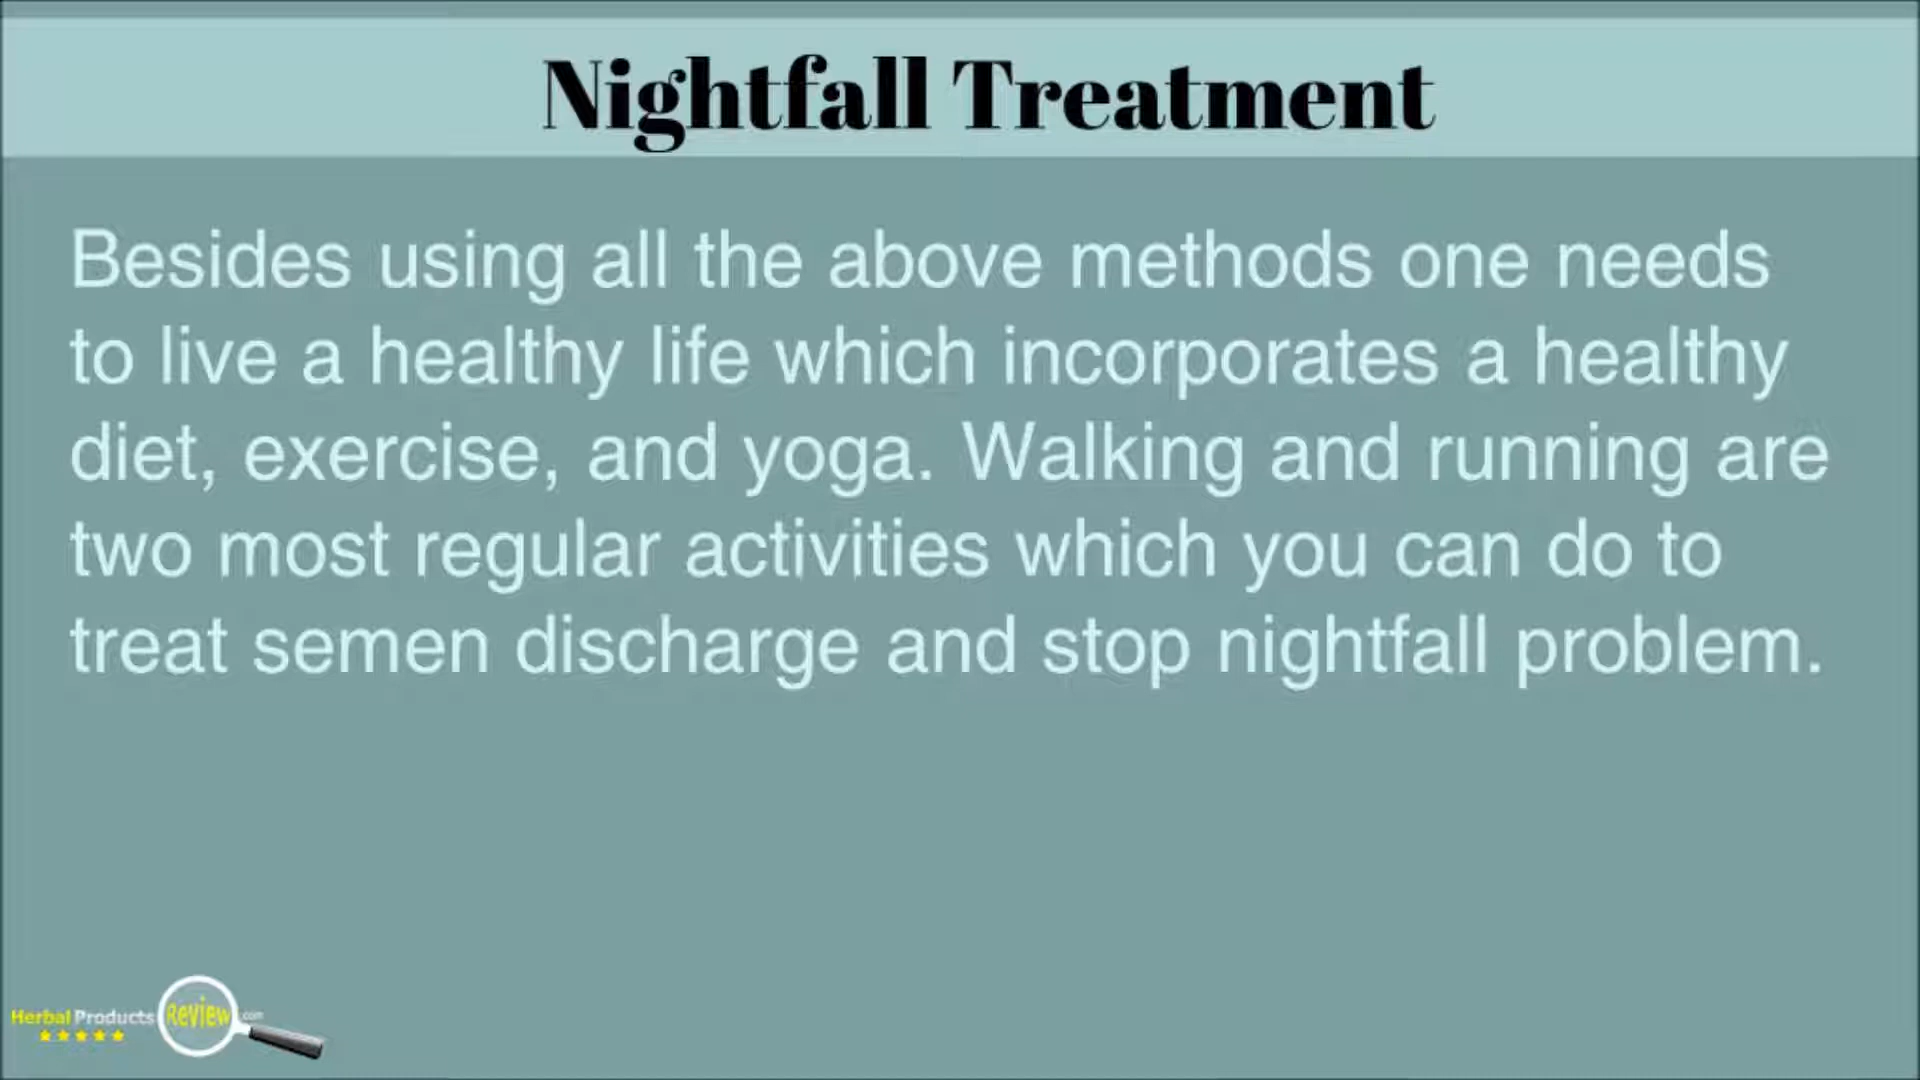 Nightfall Treatment
Besides using all the above methods one needs
to live a healthy life which incorporates a healthy
diet, exercise, and yoga. Walking and running are
two most regular activities which you can do to
treat semen discharge and stop nightfall problem.
Herbal Products Review .com